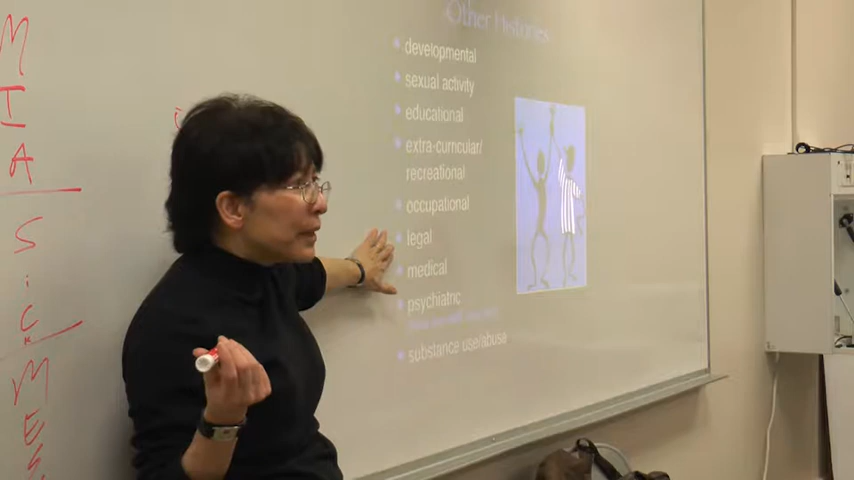 M
I
A
S
i
c
k
M
E
S
Other Histories
developmental
sexual activity
educational
extra-curricular/
recreational
occupational
legal
medical
psychiatric
substance use/abuse